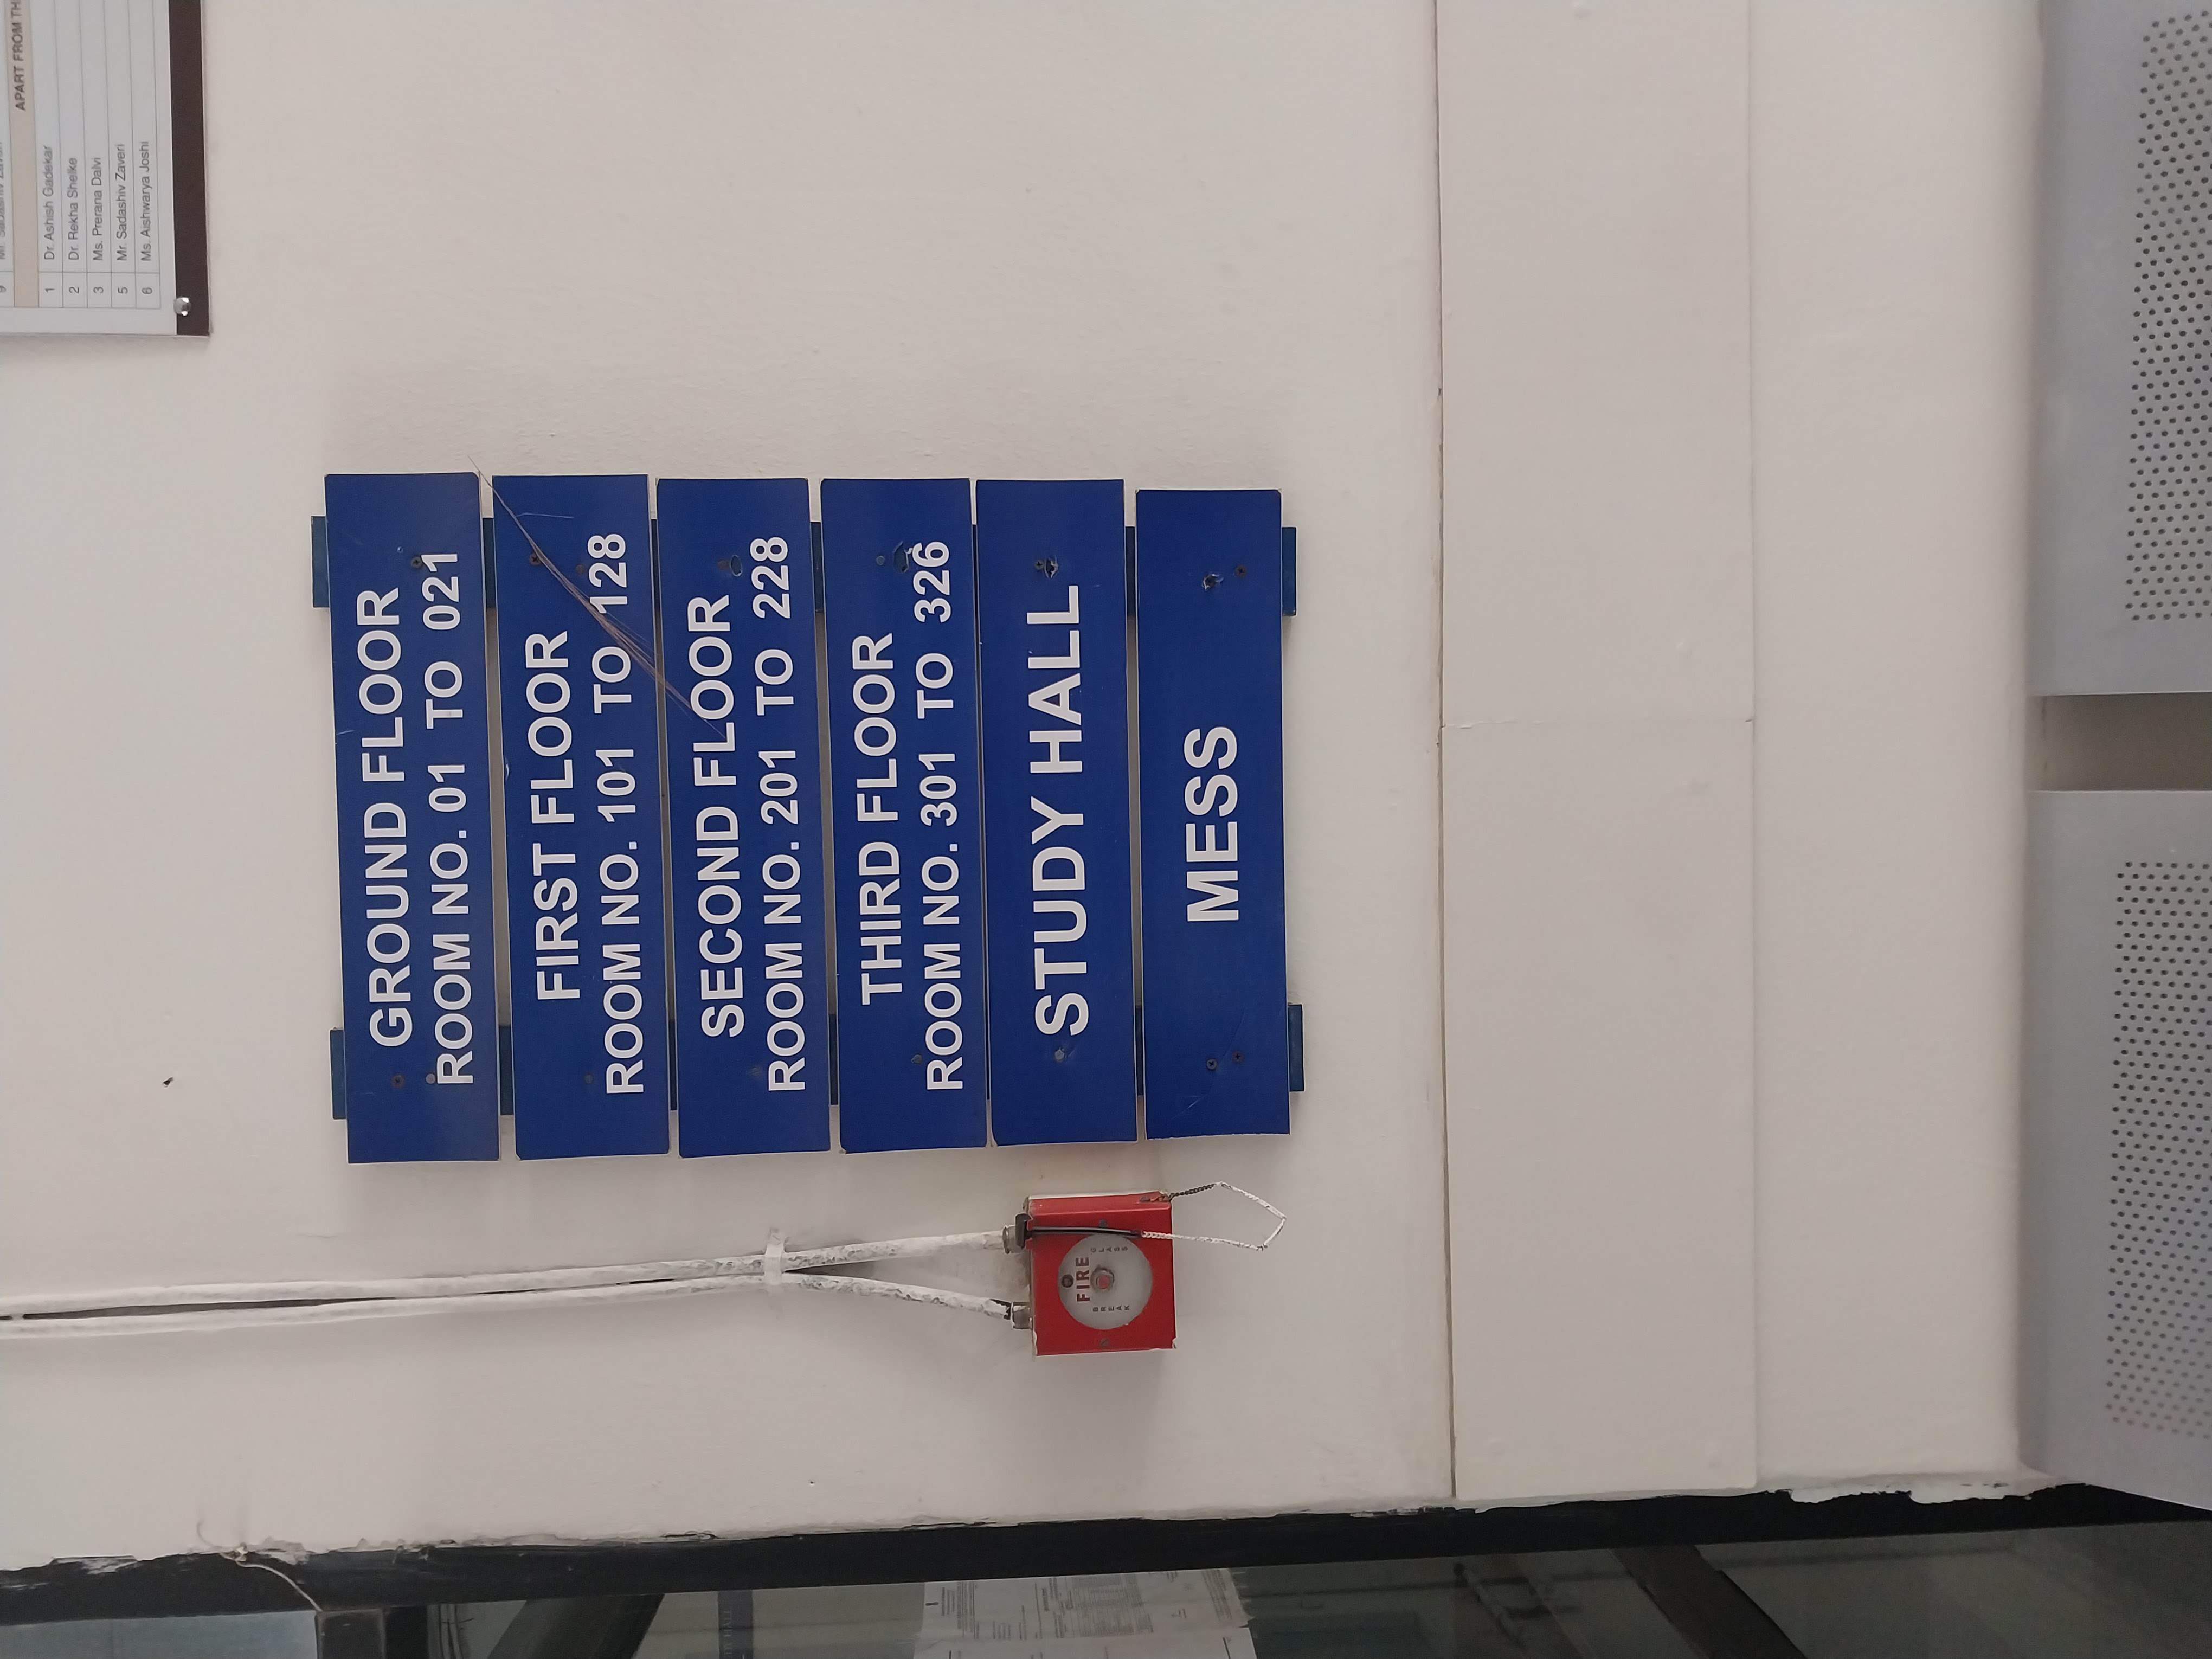 APART FROM
1 Dr. Ashish Gadekar
2 Dr. Rekha Shelke
3 Ms. Prerana Dalvi
5 Mr. Sadashiv Zaveri
6 Ms. Aishwarya Joshi
GROUND FLOOR
ROOM NO. 01 TO 021
FIRST FLOOR
ROOM NO. 101 TO 128
SECOND FLOOR
ROOM NO. 201 TO 228
THIRD FLOOR
ROOM NO. 301 TO 326
STUDY HALL
MESS
FIRE
BREAK GLASS